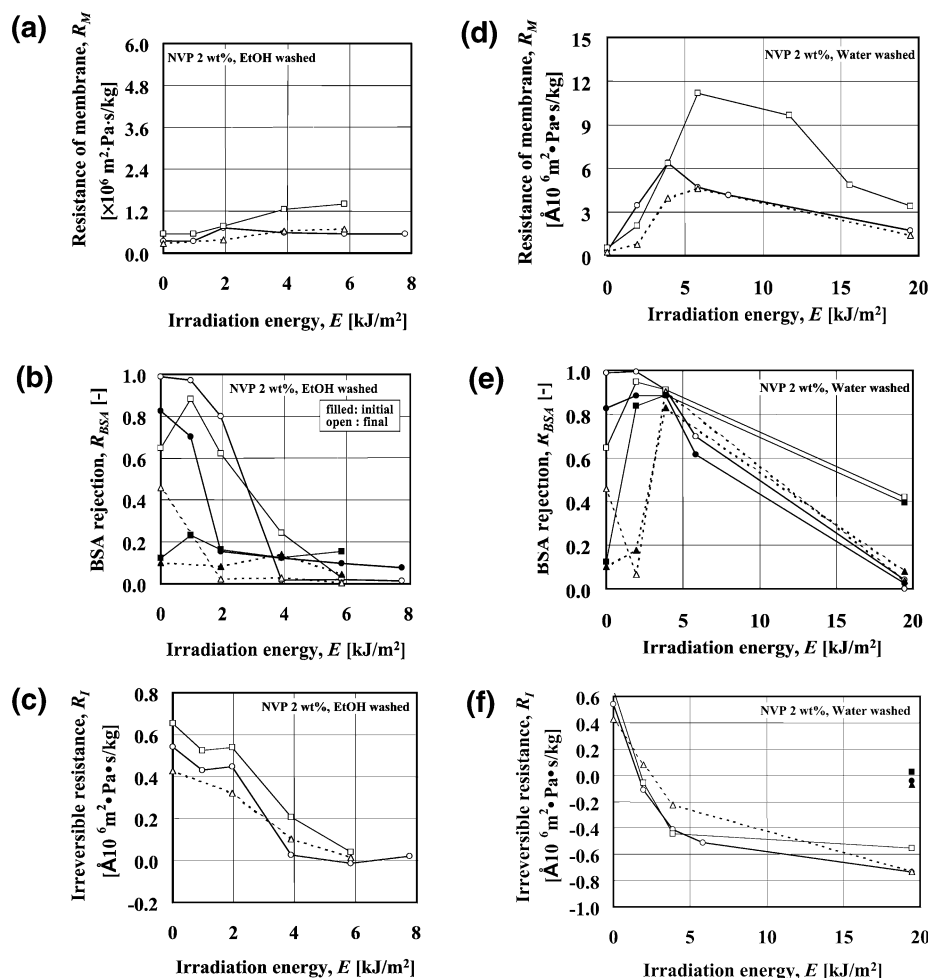 (a)
Resistance of membrane, R_M
[×10⁶ m²·Pa·s/kg]
6.0
4.8
3.6
2.4
1.2
0.0
NVP 2 wt%, EtOH washed
0 2 4 6 8
Irradiation energy, E [kJ/m²]
(d)
Resistance of membrane, R_M
[Å10 ⁶m²•Pa•s/kg]
15
12
9
6
3
0
NVP 2 wt%, Water washed
0 5 10 15 20
Irradiation energy, E [kJ/m²]
(b)
BSA rejection, R_BSA [-]
1.0
0.8
0.6
0.4
0.2
0.0
NVP 2 wt%, EtOH washed
filled: initial
open : final
0 2 4 6 8
Irradiation energy, E [kJ/m²]
(e)
BSA rejection, R_BSA [-]
1.0
0.8
0.6
0.4
0.2
0.0
NVP 2 wt%, Water washed
0 5 10 15 20
Irradiation energy, E [kJ/m²]
(c)
Irreversible resistance, R_I
[Å10 ⁶m²•Pa•s/kg]
0.8
0.6
0.4
0.2
0.0
-0.2
NVP 2 wt%, EtOH washed
0 2 4 6 8
Irradiation energy, E [kJ/m²]
(f)
Irreversible resistance, R_I
[Å10 ⁶m²•Pa•s/kg]
0.6
0.4
0.2
0.0
-0.2
-0.4
-0.6
-0.8
-1.0
NVP 2 wt%, Water washed
0 5 10 15 20
Irradiation energy, E [kJ/m²]